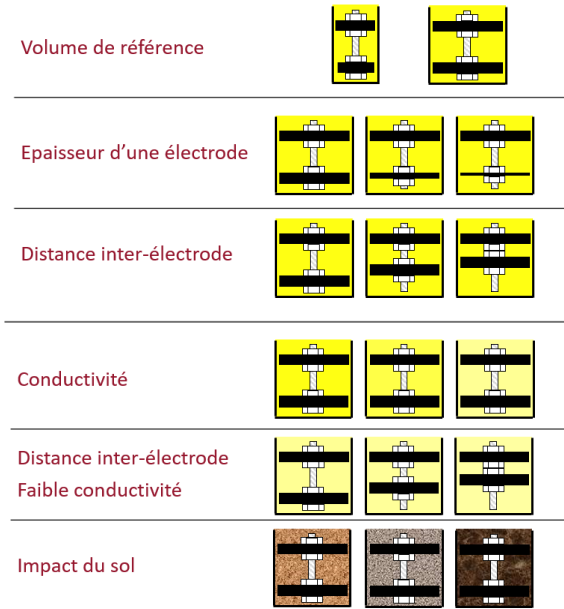 Volume de référence
Epaisseur d’une électrode
Distance inter-électrode
Conductivité
Distance inter-électrode
Faible conductivité
Impact du sol